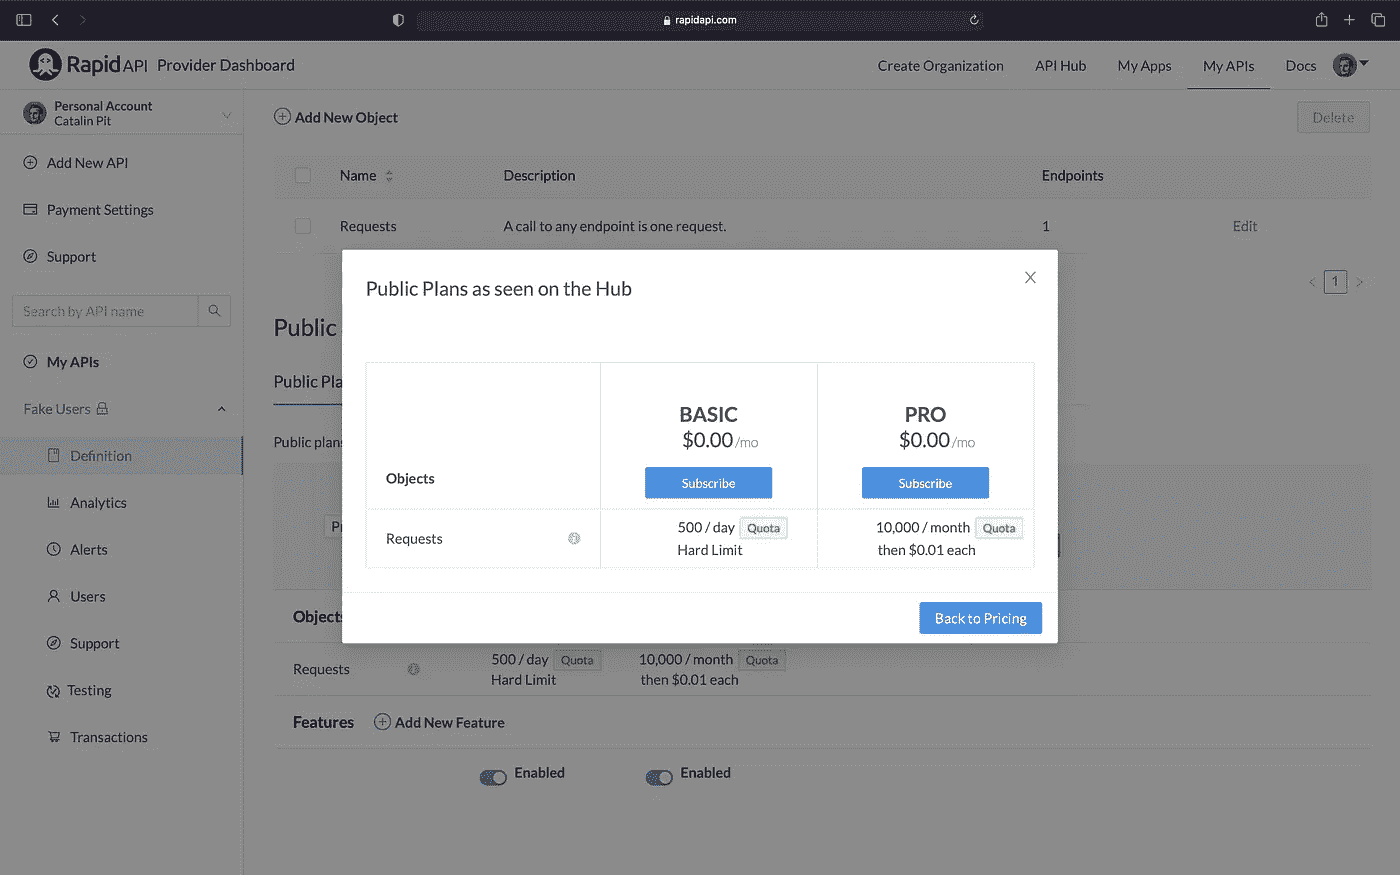 rapidapi.com
Rapid API Provider Dashboard
Create Organization
API Hub
My Apps
My APIs
Docs
Personal Account
Catalin Pit
Add New API
Payment Settings
Support
Search by API name
My APIs
Fake Users
Definition
Analytics
Alerts
Users
Support
Testing
Transactions
Add New Object
Delete
Name Description Endpoints
Requests A call to any endpoint is one request. 1 Edit
1
Public
Public Pla
Public plans
Public Plans as seen on the Hub
BASIC
$0.00/mo
Subscribe
PRO
$0.00/mo
Subscribe
Objects
Requests
500 / day Quota
Hard Limit
10,000 / month Quota
then $0.01 each
Back to Pricing
Objects
Requests
500 / day Quota
Hard Limit
10,000 / month Quota
then $0.01 each
Features Add New Feature
Enabled Enabled